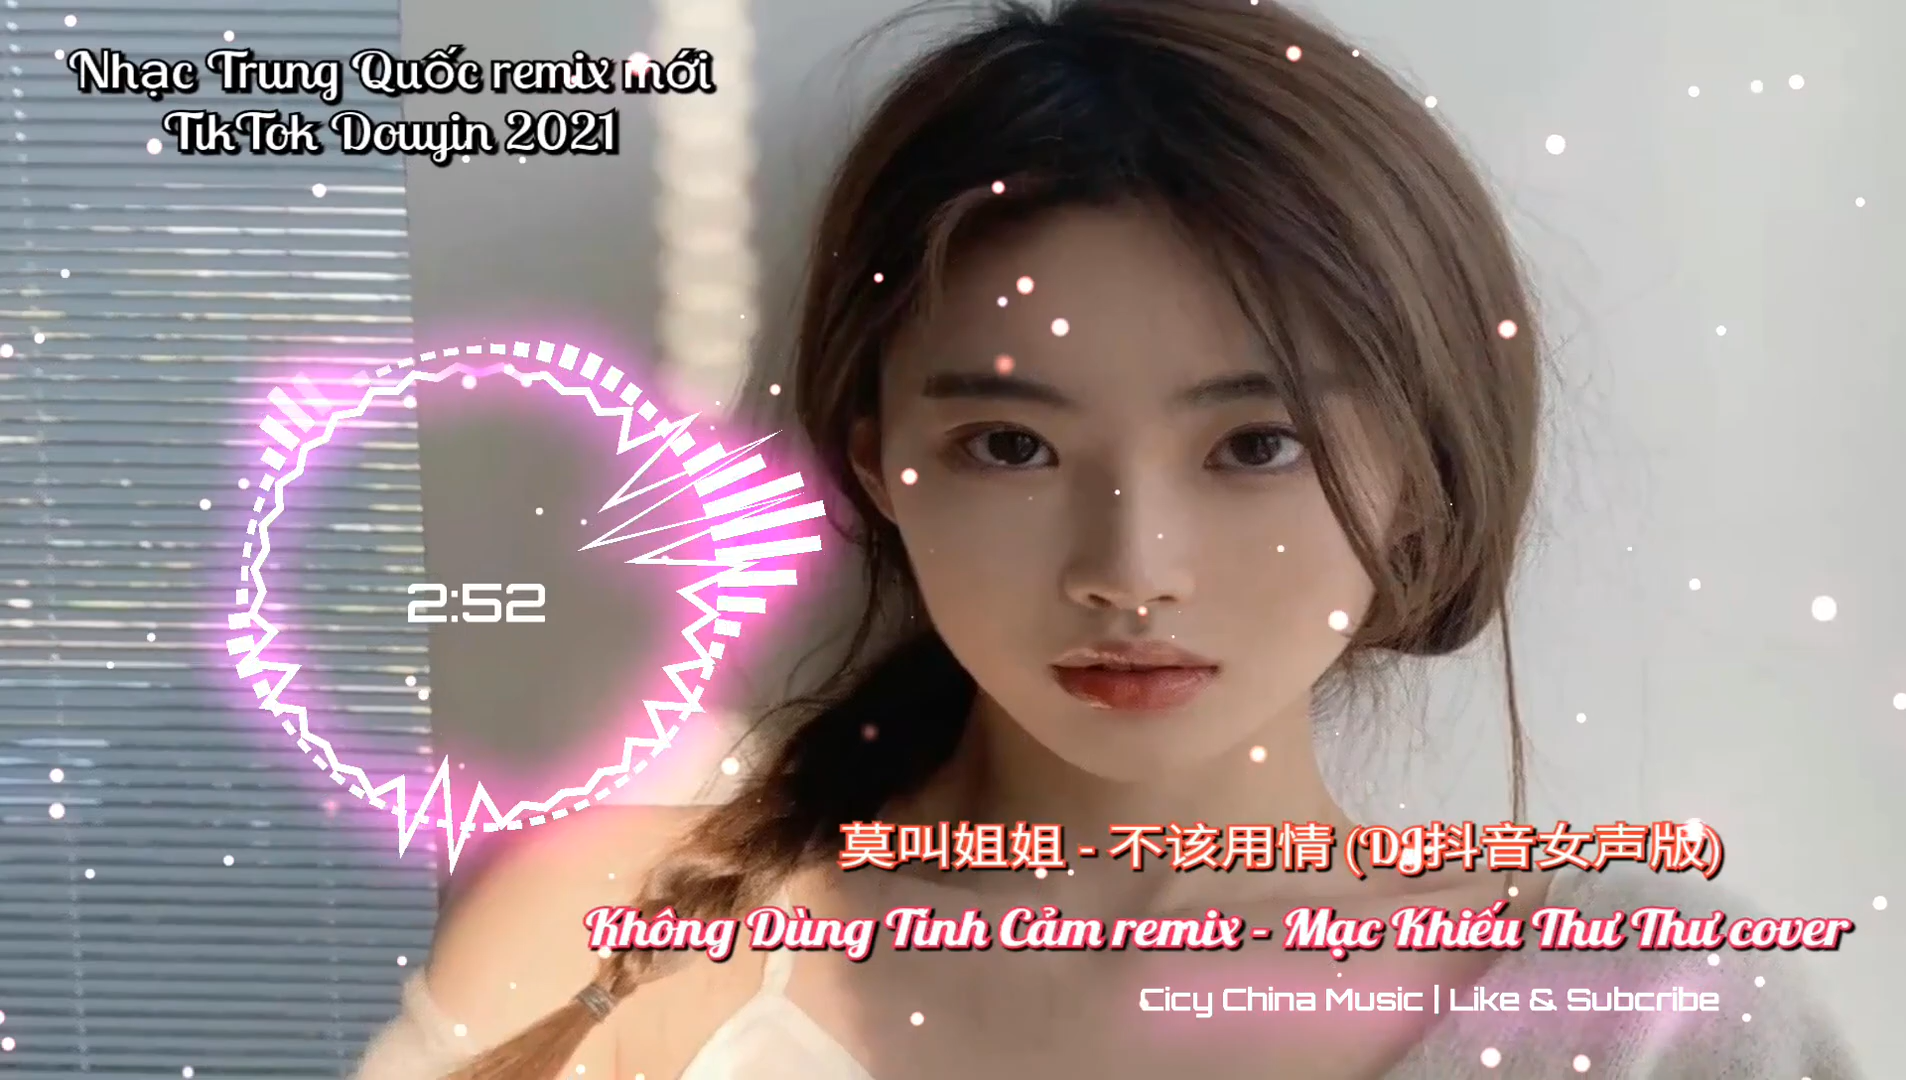 Nhạc Trung Quốc remix mới
TikTok Douyin 2021
2:52
莫叫姐姐 - 不该用情 (DJ抖音女声版)
Không Dùng Tình Cảm remix - Mạc Khiếu Thư Thư cover
Cicy China Music | Like & Subcribe